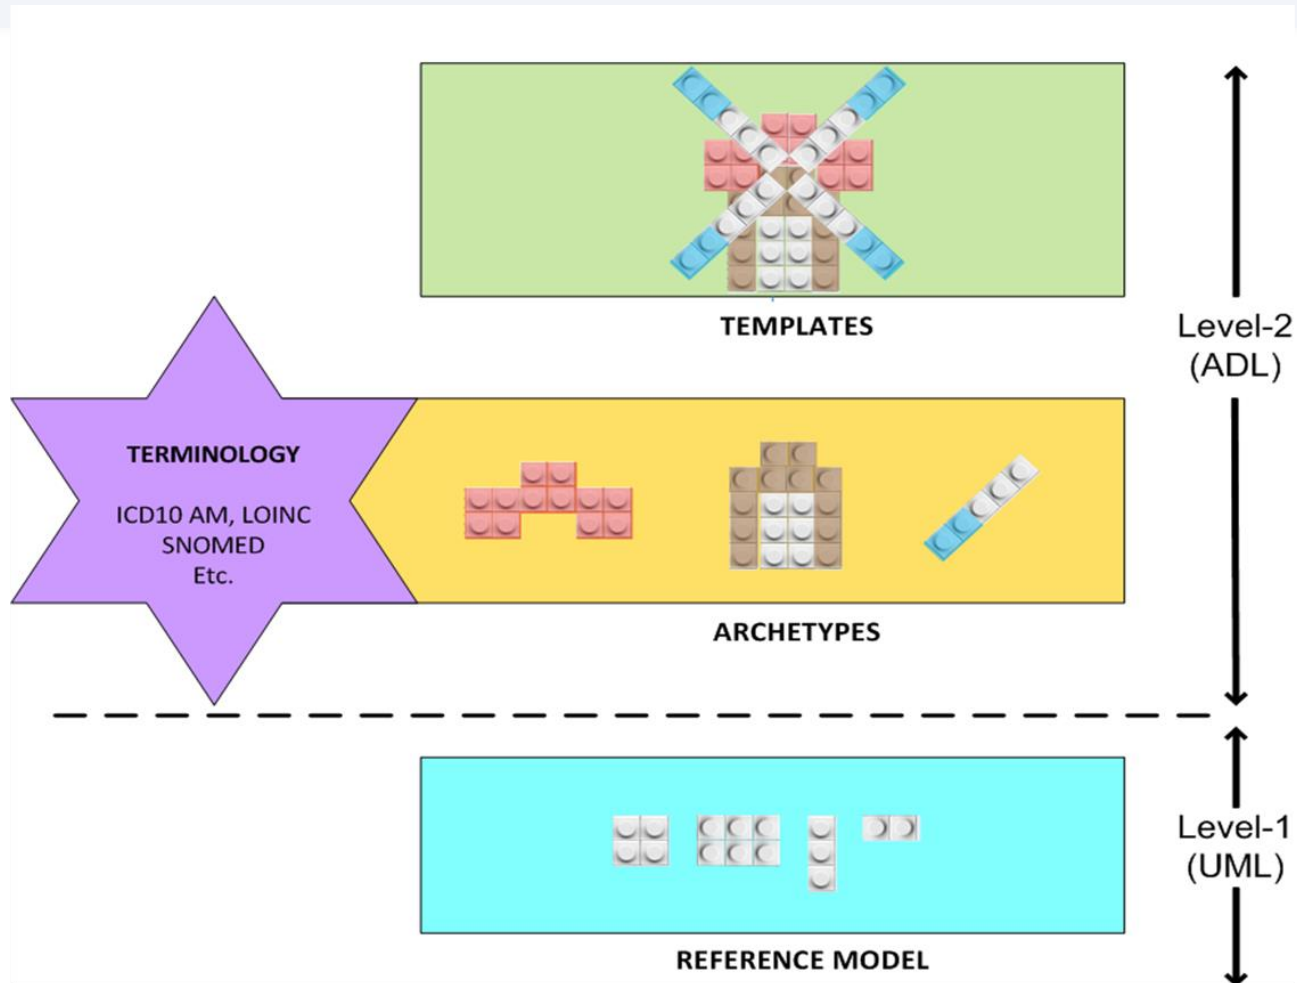 TEMPLATES
Level-2
(ADL)
TERMINOLOGY
ICD10 AM, LOINC
SNOMED
Etc.
ARCHETYPES
Level-1
(UML)
REFERENCE MODEL